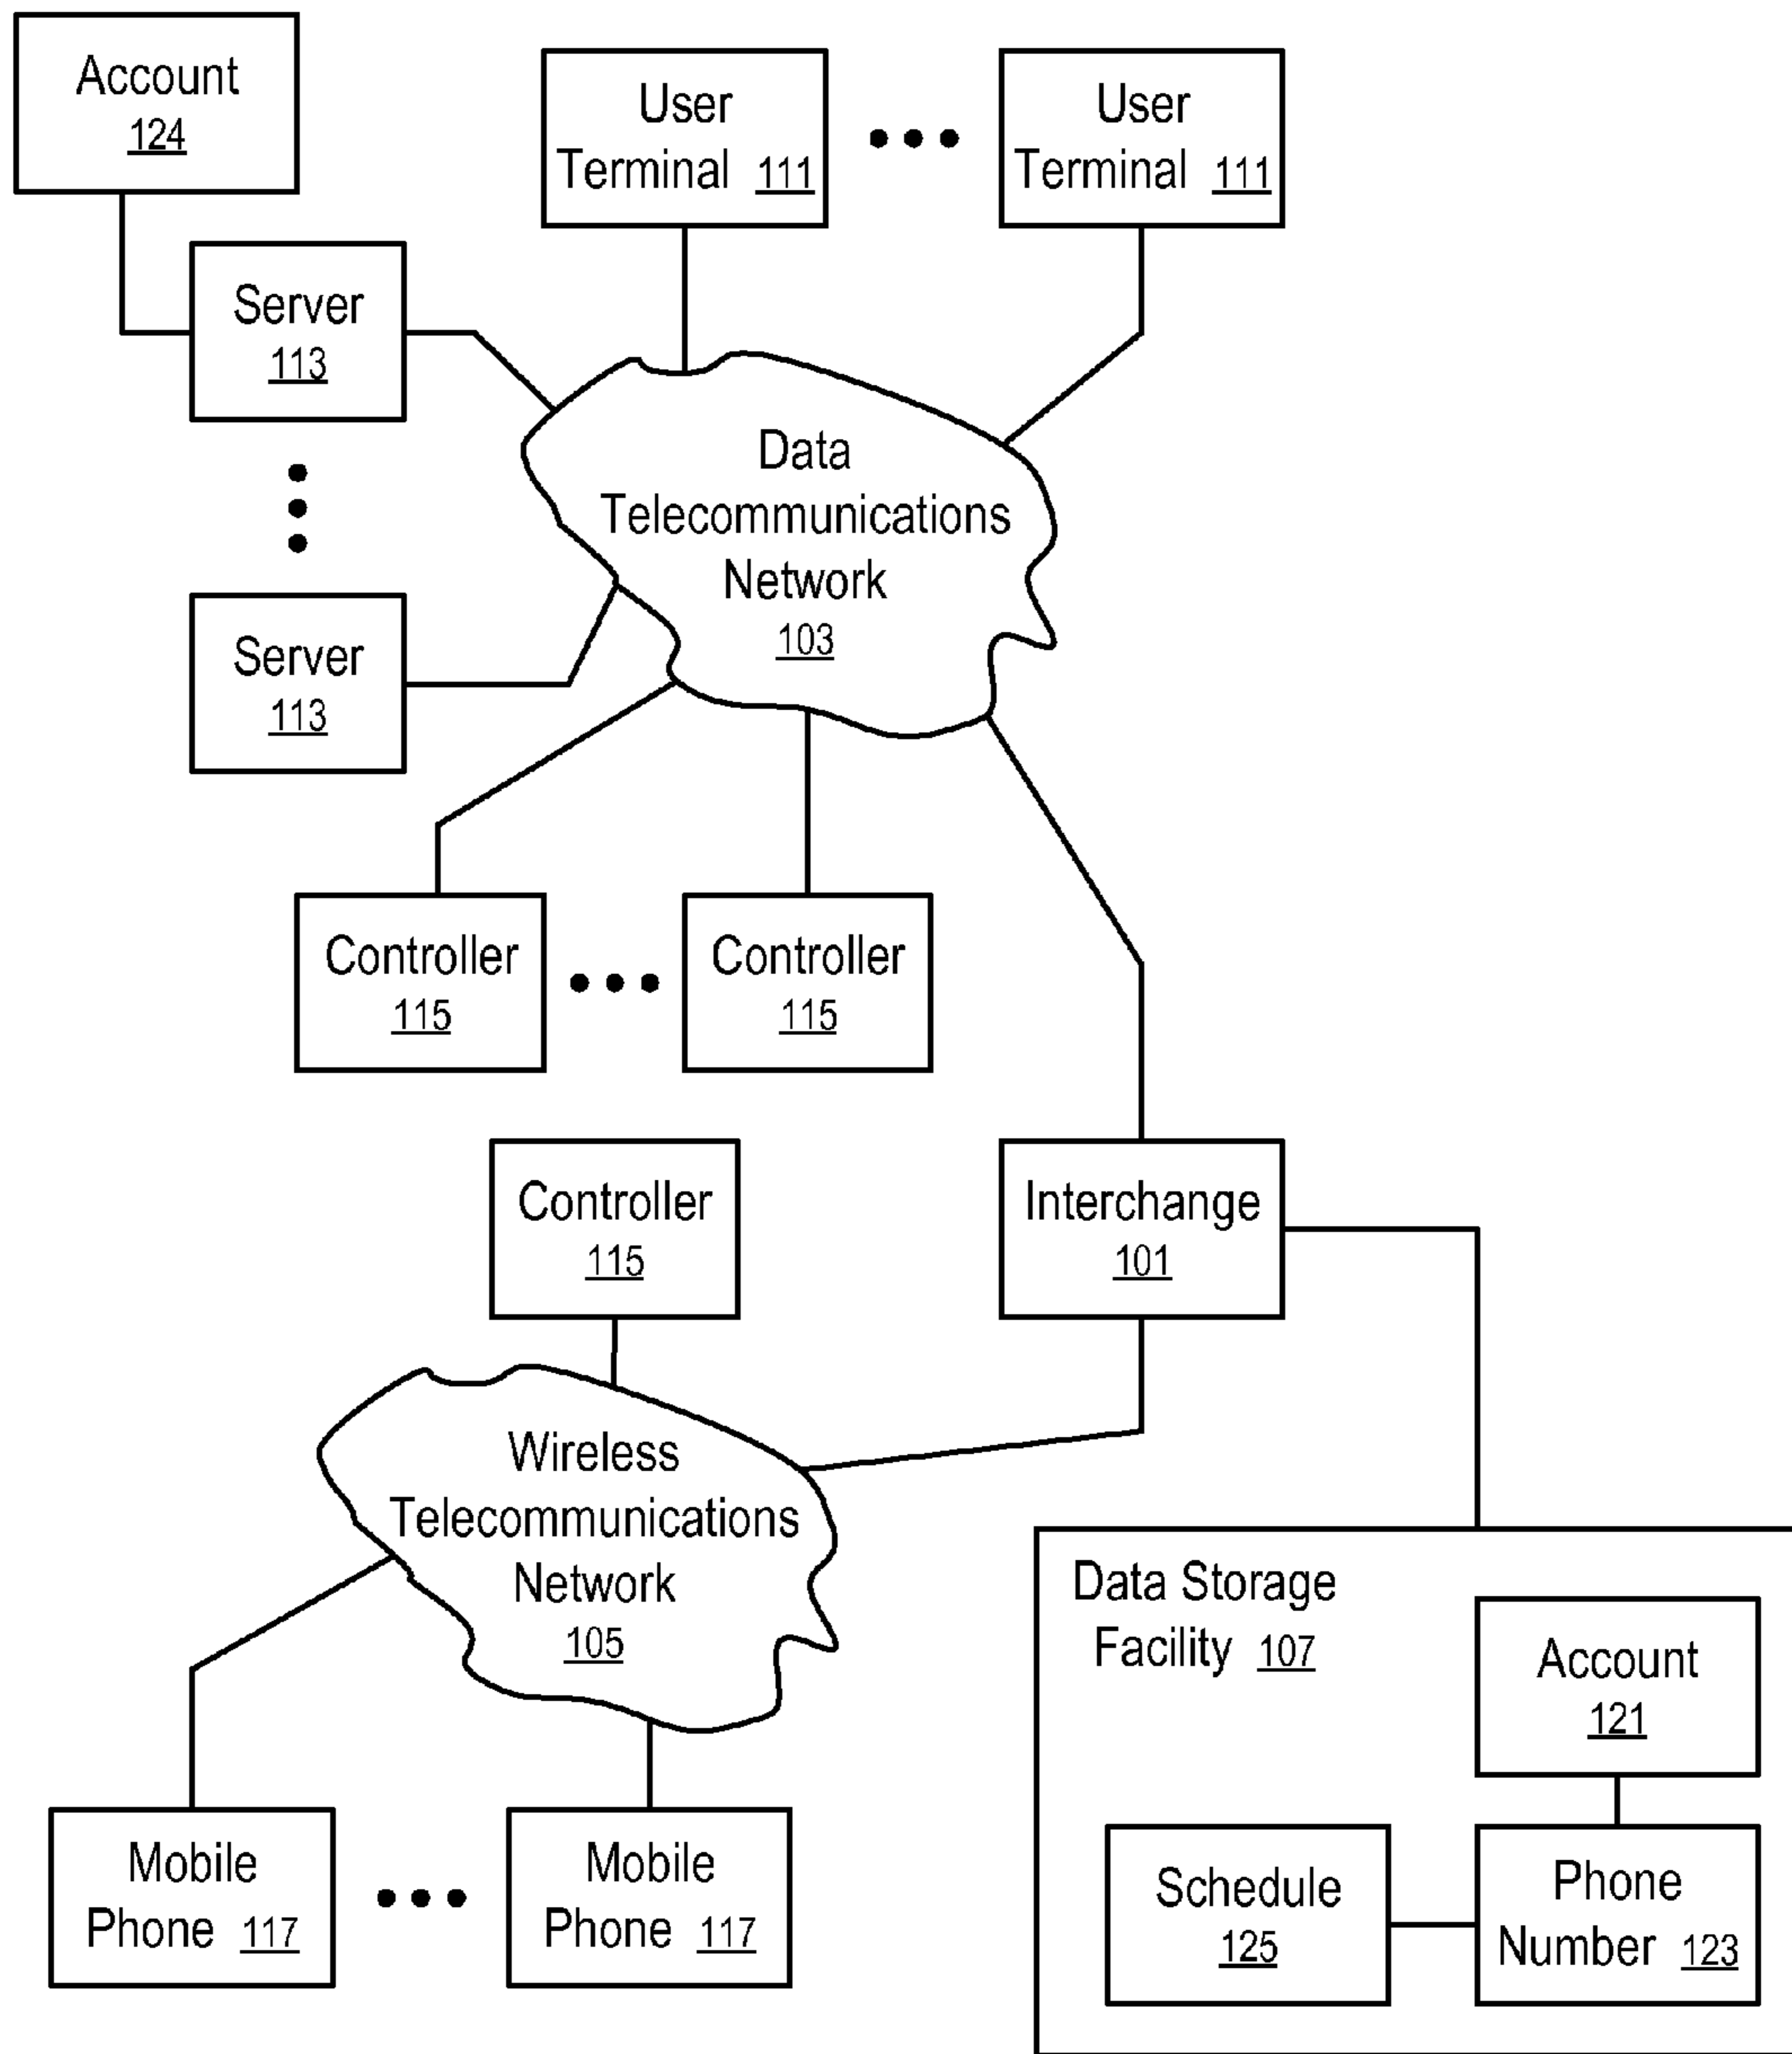 Account
124
User
Terminal 111
User
Terminal 111
Server
113
Data
Telecommunications
Network
103
Server
113
Controller
115
Controller
115
Controller
115
Interchange
101
Wireless
Telecommunications
Network
105
Data Storage
Facility 107
Account
121
Mobile
Phone 117
Mobile
Phone 117
Schedule
125
Phone
Number 123